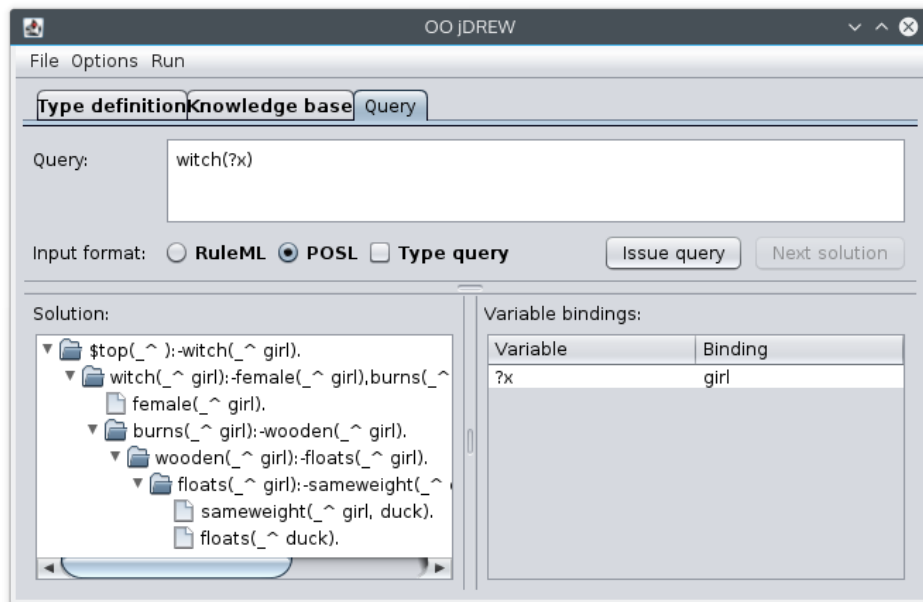 OO jDREW
File Options Run
Type definition Knowledge base Query
Query: witch(?x)
Input format: RuleML POSL Type query Issue query Next solution
Solution:
$top(_^ ):-witch(_^ girl).
witch(_^ girl):-female(_^ girl),burns(_^
female(_^ girl).
burns(_^ girl):-wooden(_^ girl).
wooden(_^ girl):-floats(_^ girl).
floats(_^ girl):-sameweight(_^
sameweight(_^ girl, duck).
floats(_^ duck).
Variable bindings:
Variable Binding
?x girl